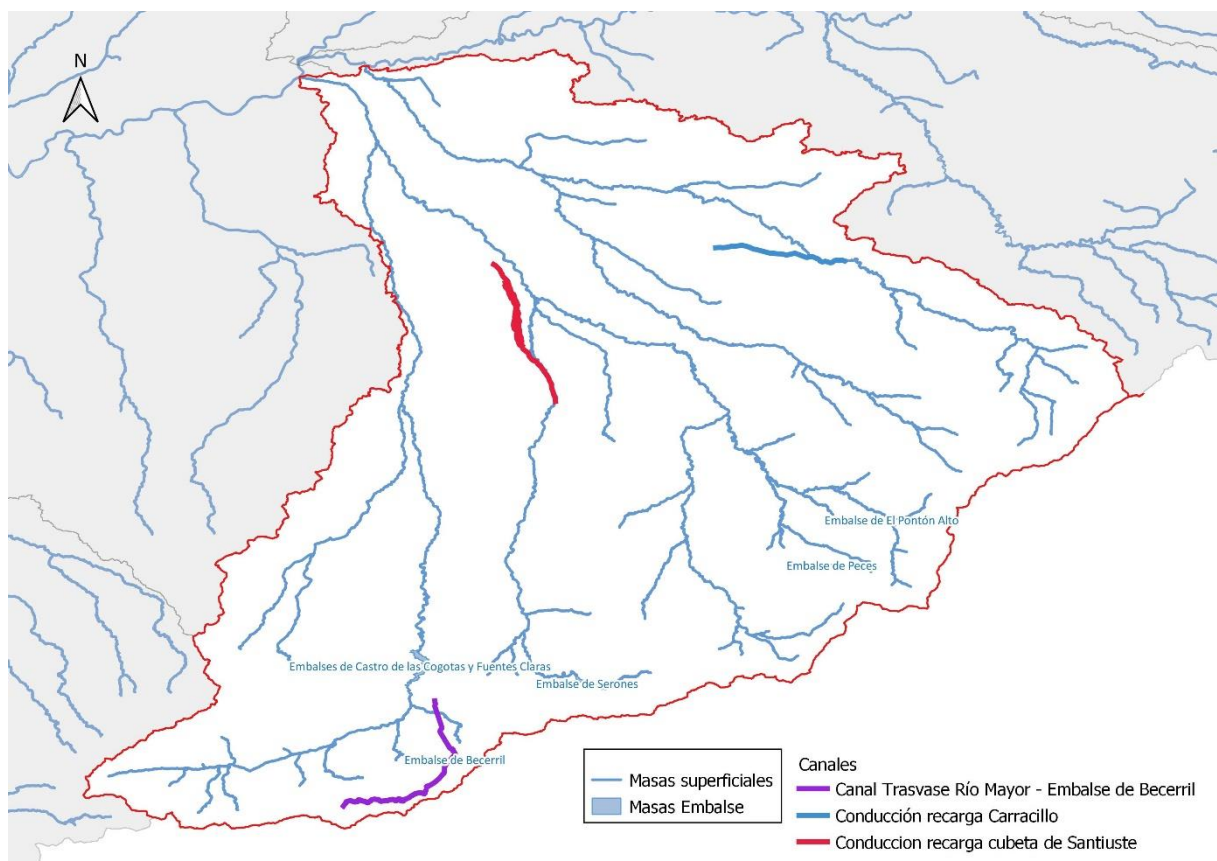 N
Embalse de El Pontón Alto
Embalse de Peces
Embalses de Castro de las Cogotas y Fuentes Claras
Embalse de Serones
Embalse de Becerril
Masas superficiales
Masas Embalse
Canales
Canal Trasvase Río Mayor - Embalse de Becerril
Conducción recarga Carracillo
Conduccion recarga cubeta de Santiuste